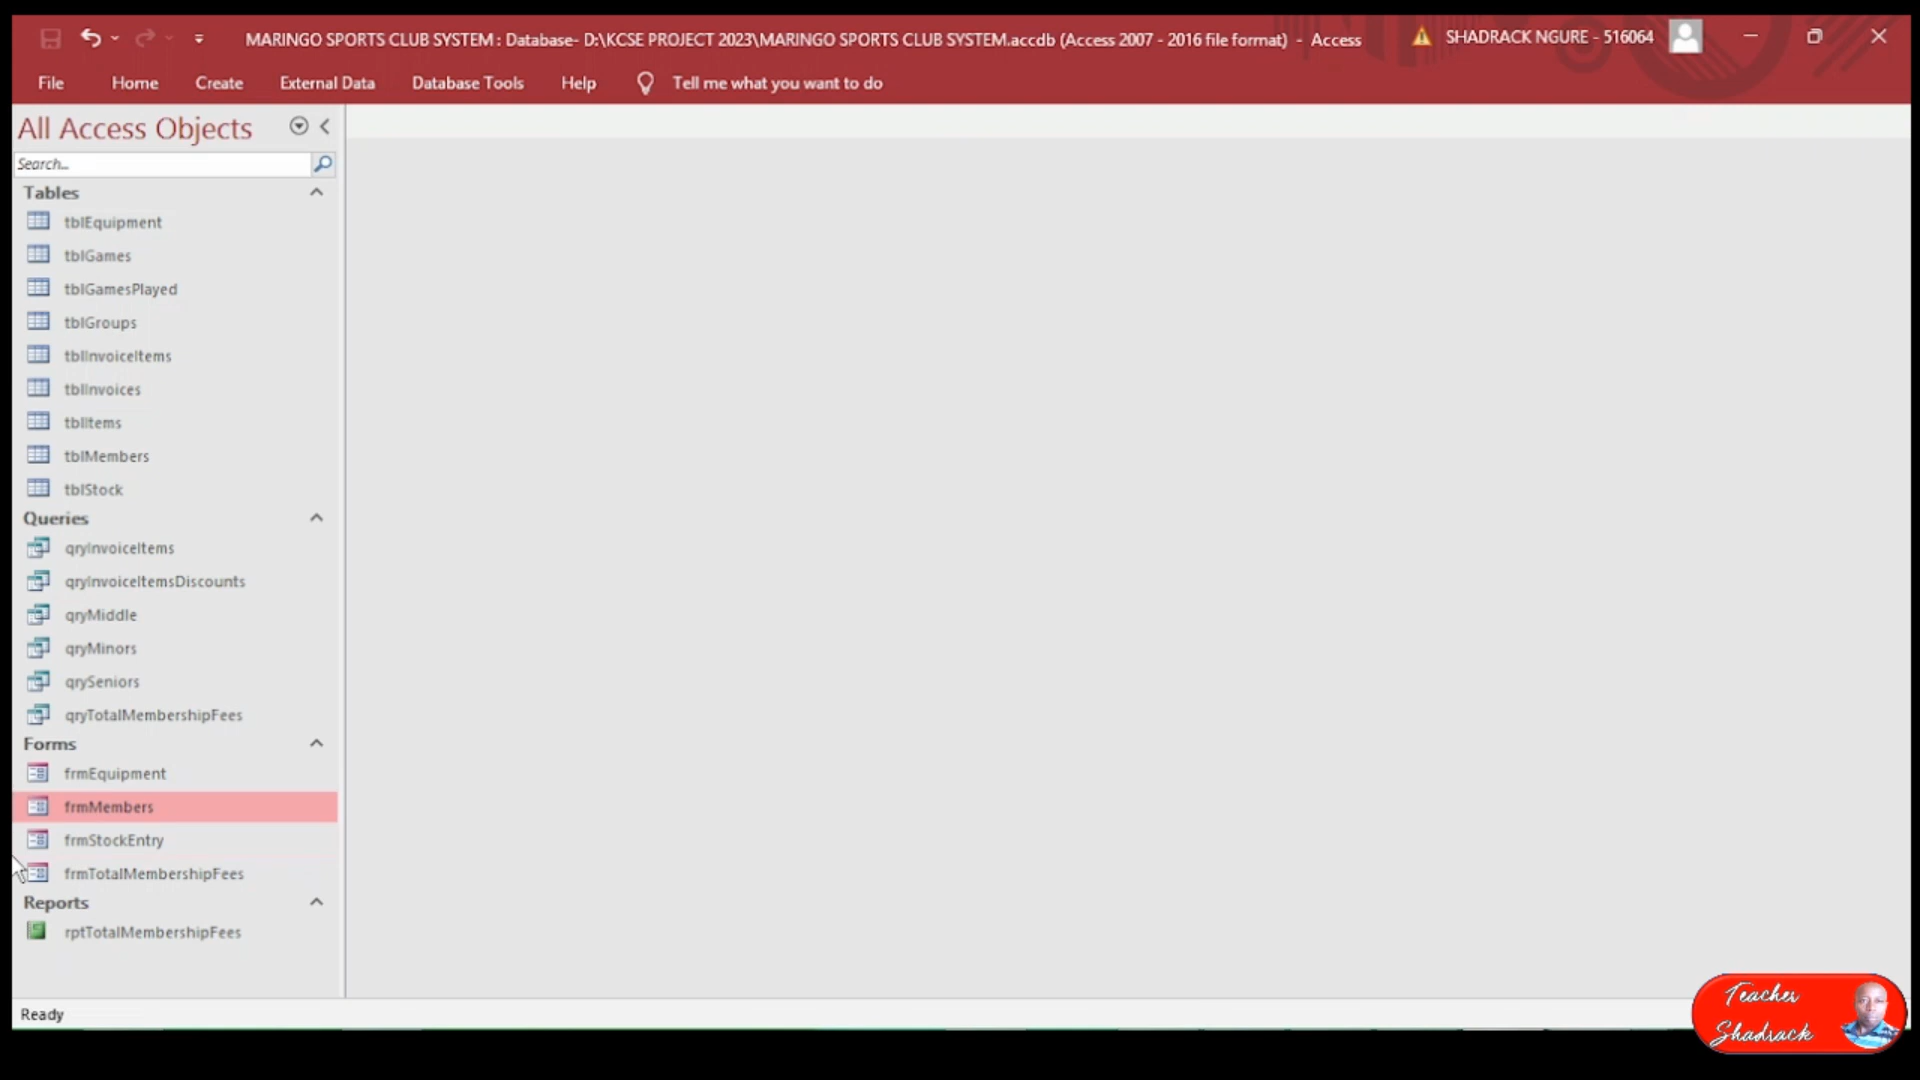 MARINGO SPORTS CLUB SYSTEM : Database- D:\KCSE PROJECT 2023\MARINGO SPORTS CLUB SYSTEM.accdb (Access 2007 - 2016 file format) - Access
SHADRACK NGURE - 516064
File Home Create External Data Database Tools Help Tell me what you want to do
All Access Objects
Search...
Tables
tblEquipment
tblGames
tblGamesPlayed
tblGroups
tblInvoiceItems
tblInvoices
tblItems
tblMembers
tblStock
Queries
qryInvoiceItems
qryInvoiceItemsDiscounts
qryMiddle
qryMinors
qrySeniors
qryTotalMembershipFees
Forms
frmEquipment
frmMembers
frmStockEntry
frmTotalMembershipFees
Reports
rptTotalMembershipFees
Ready
Teacher
Shadrack